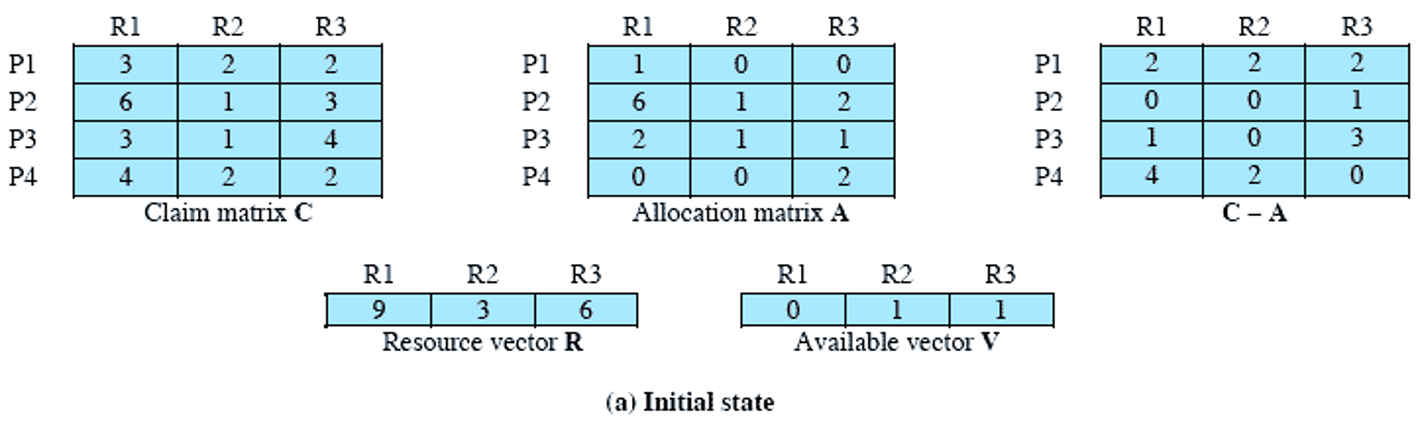 R1 R2 R3 R1 R2 R3 R1 R2 R3
P1 3 2 2 P1 1 0 0 P1 2 2 2
P2 6 1 3 P2 6 1 2 P2 0 0 1
P3 3 1 4 P3 2 1 1 P3 1 0 3
P4 4 2 2 P4 0 0 2 P4 4 2 0
Claim matrix C Allocation matrix A C – A
R1 R2 R3 R1 R2 R3
9 3 6 0 1 1
Resource vector R Available vector V
(a) Initial state